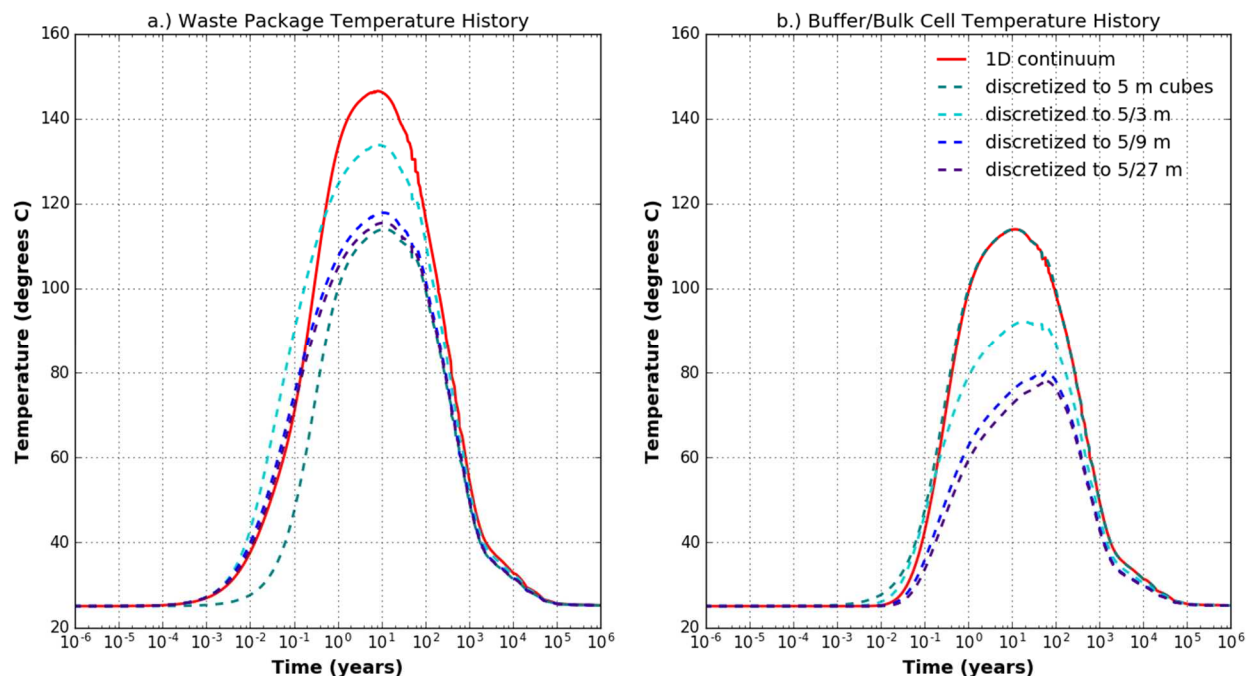 a.) Waste Package Temperature History
160
140
120
100
80
60
40
20
Temperature (degrees C)
10⁻⁶ 10⁻⁵ 10⁻⁴ 10⁻³ 10⁻² 10⁻¹ 10⁰ 10¹ 10² 10³ 10⁴ 10⁵ 10⁶
Time (years)
b.) Buffer/Bulk Cell Temperature History
1D continuum
discretized to 5 m cubes
discretized to 5/3 m
discretized to 5/9 m
discretized to 5/27 m
160
140
120
100
80
60
40
20
Temperature (degrees C)
10⁻⁶ 10⁻⁵ 10⁻⁴ 10⁻³ 10⁻² 10⁻¹ 10⁰ 10¹ 10² 10³ 10⁴ 10⁵ 10⁶
Time (years)